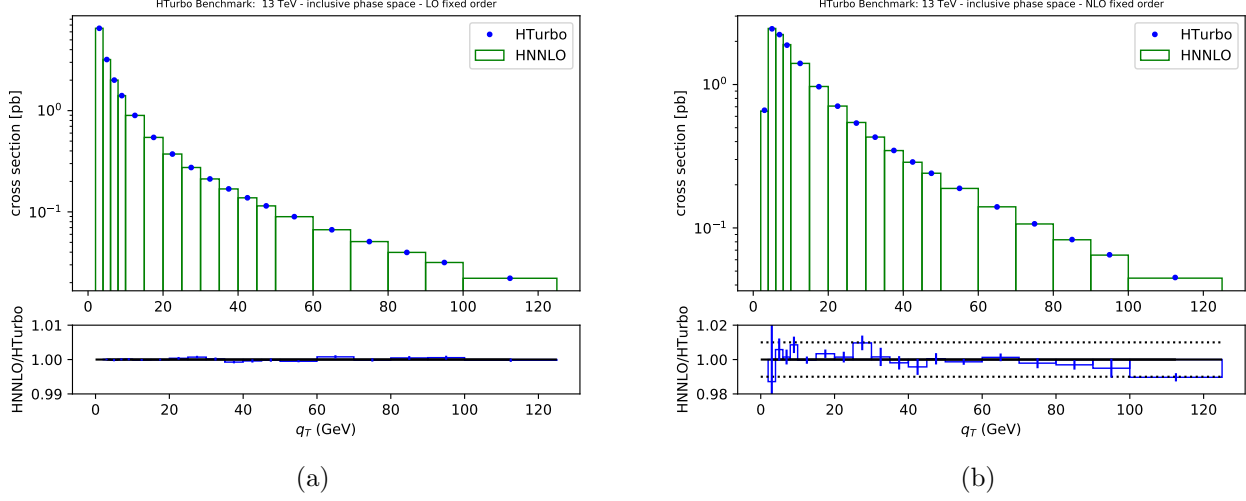 HTurbo Benchmark: 13 TeV - inclusive phase space - LO fixed order
HTurbo
HNNLO
cross section [pb]
10^0
10^-1
0 20 40 60 80 100 120
HNNLO/HTurbo
1.01
1.00
0.99
0 20 40 60 80 100 120
q_T (GeV)
(a)
HTurbo Benchmark: 13 TeV - inclusive phase space - NLO fixed order
HTurbo
HNNLO
cross section [pb]
10^0
10^-1
0 20 40 60 80 100 120
HNNLO/HTurbo
1.02
1.00
0.98
0 20 40 60 80 100 120
q_T (GeV)
(b)